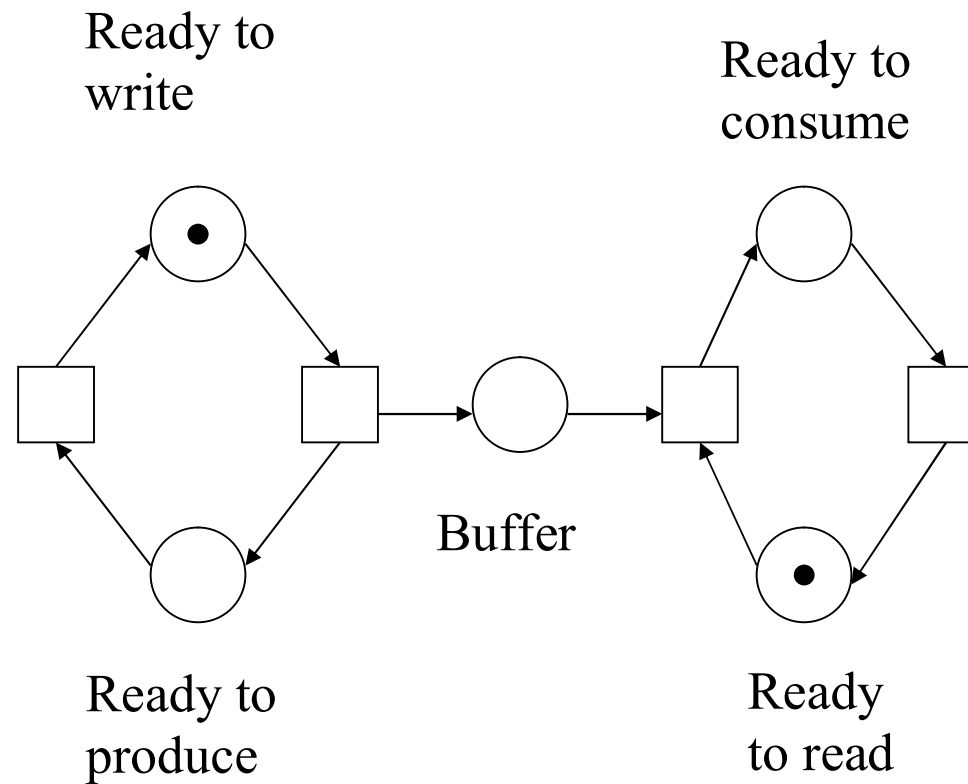 Ready to
write
Ready to
consume
Buffer
Ready to
produce
Ready
to read